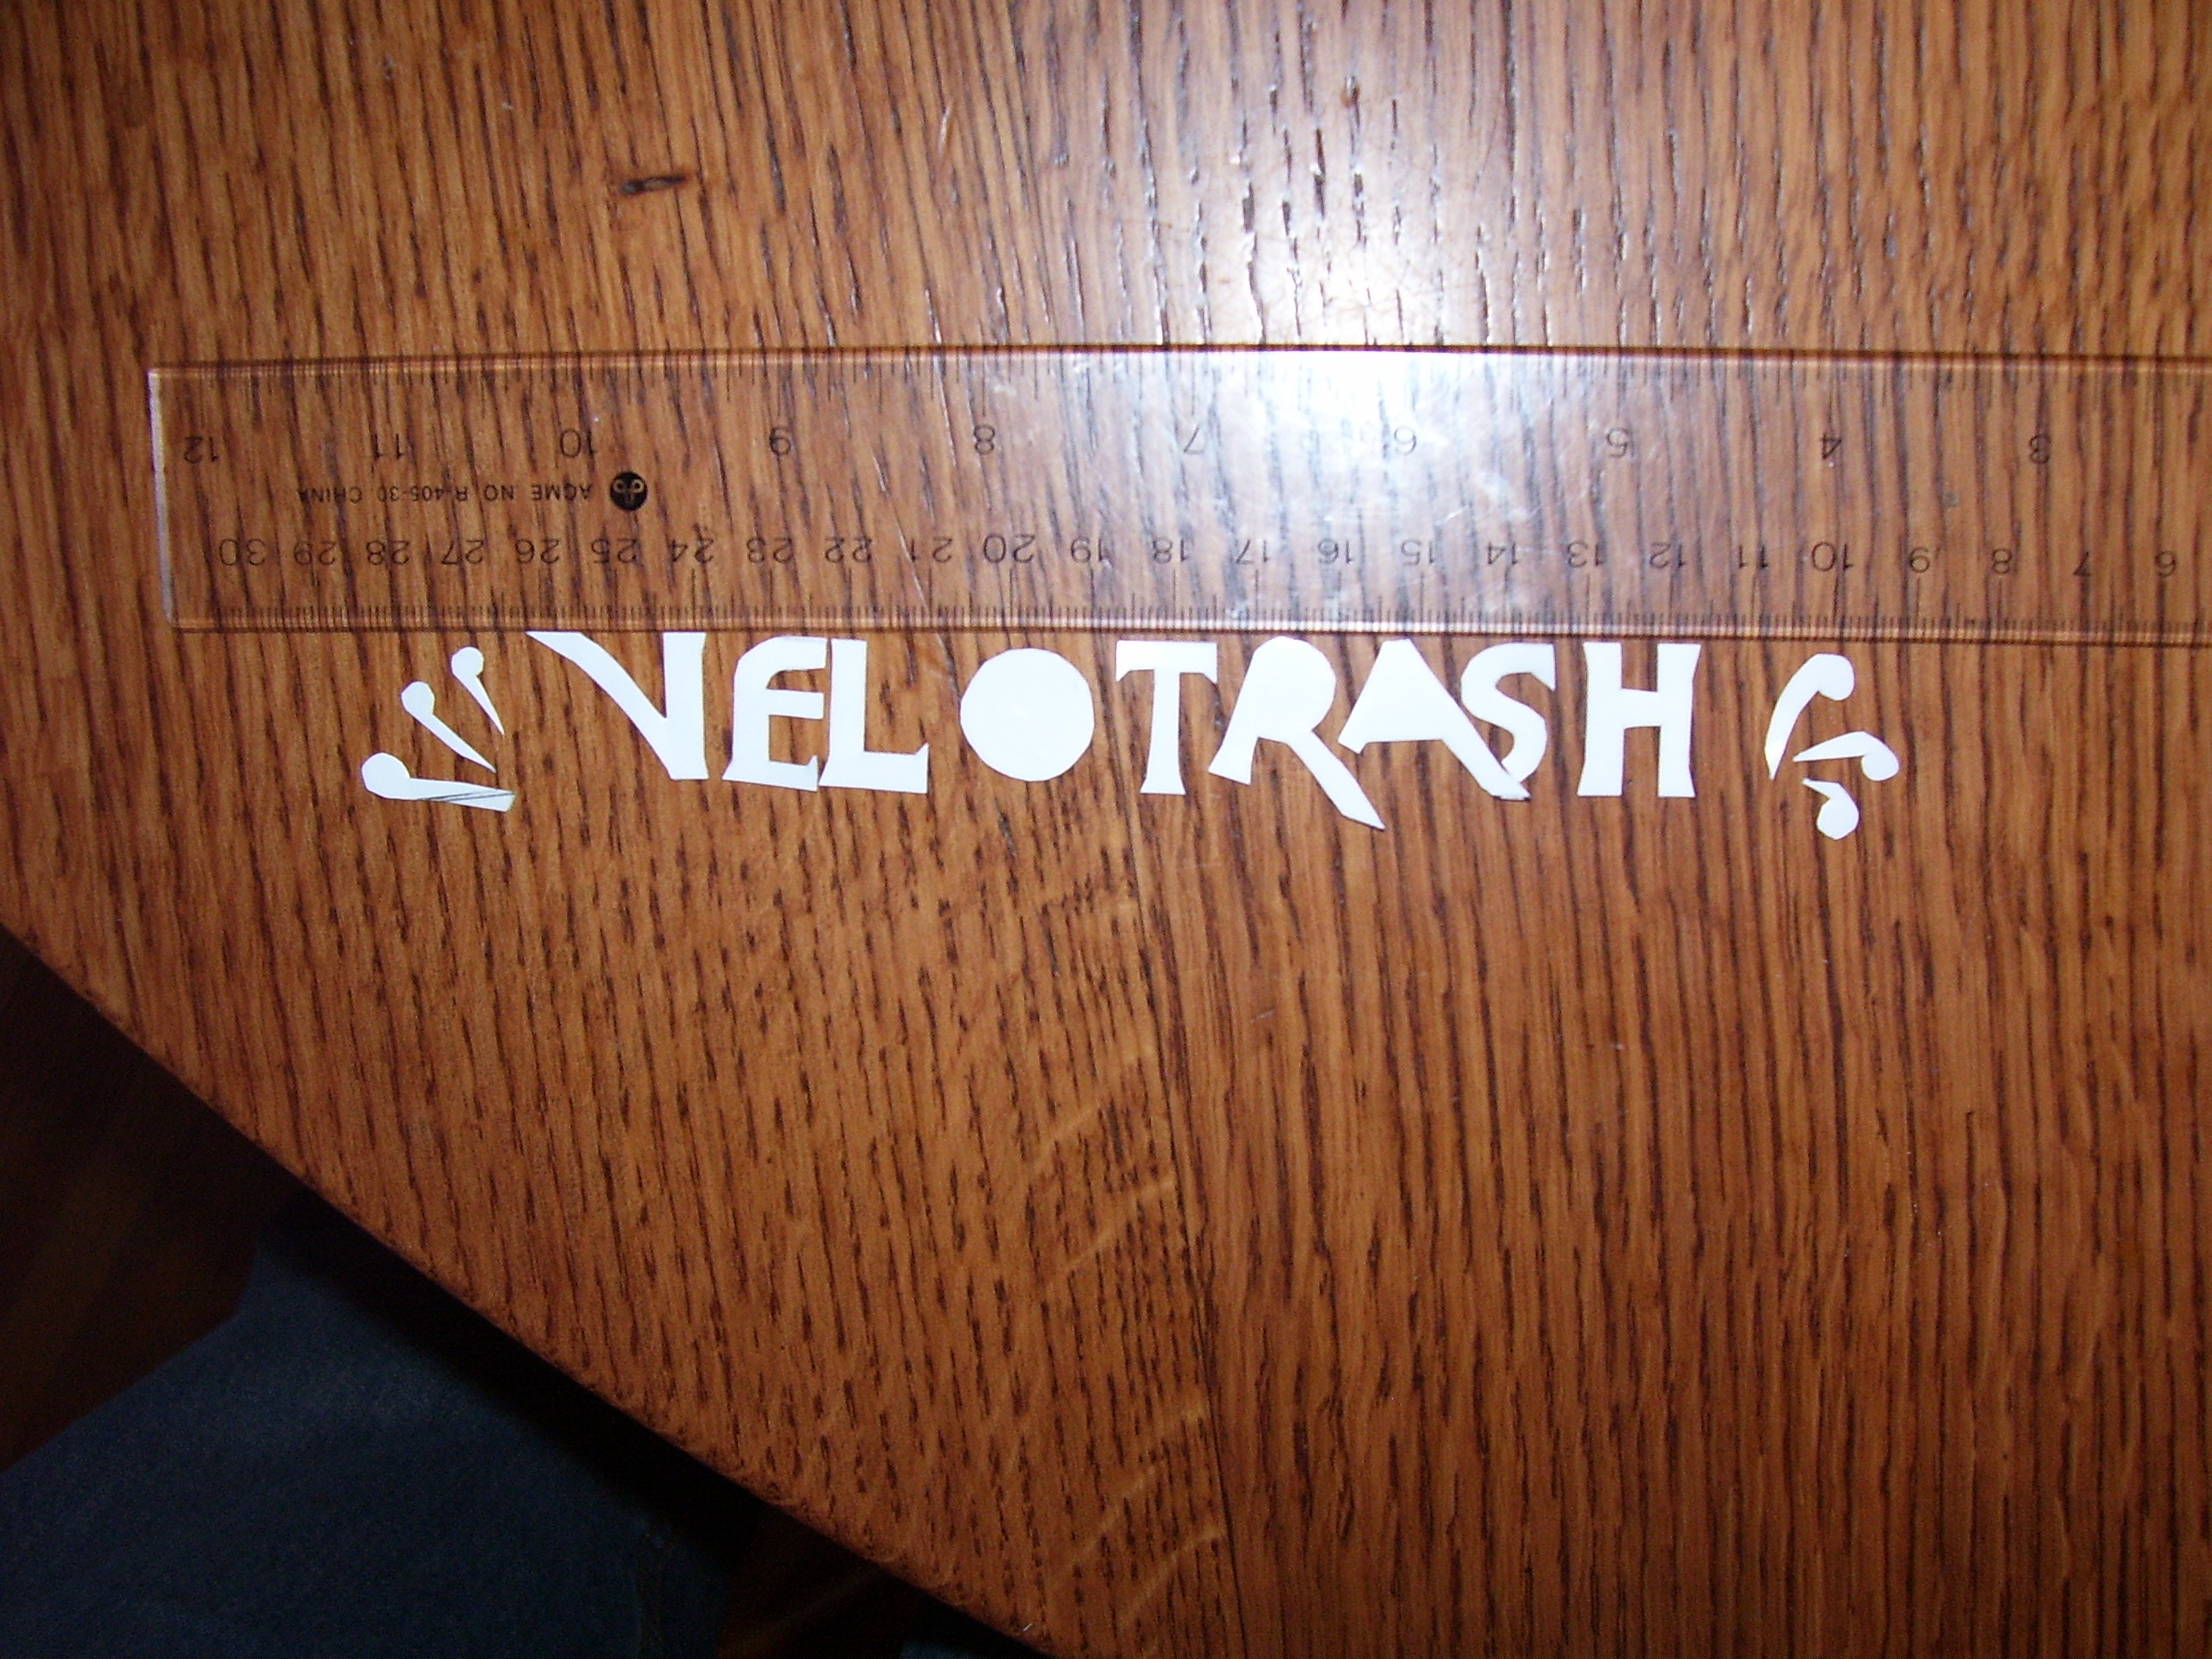 12 11 10 9 8 7 6 5 4 3
ACME NO R 405-30 CHINA
30 29 28 27 26 25 24 23 22 21 20 19 18 17 16 15 14 13 12 11 10 9 8 7 6
VELOTRASH